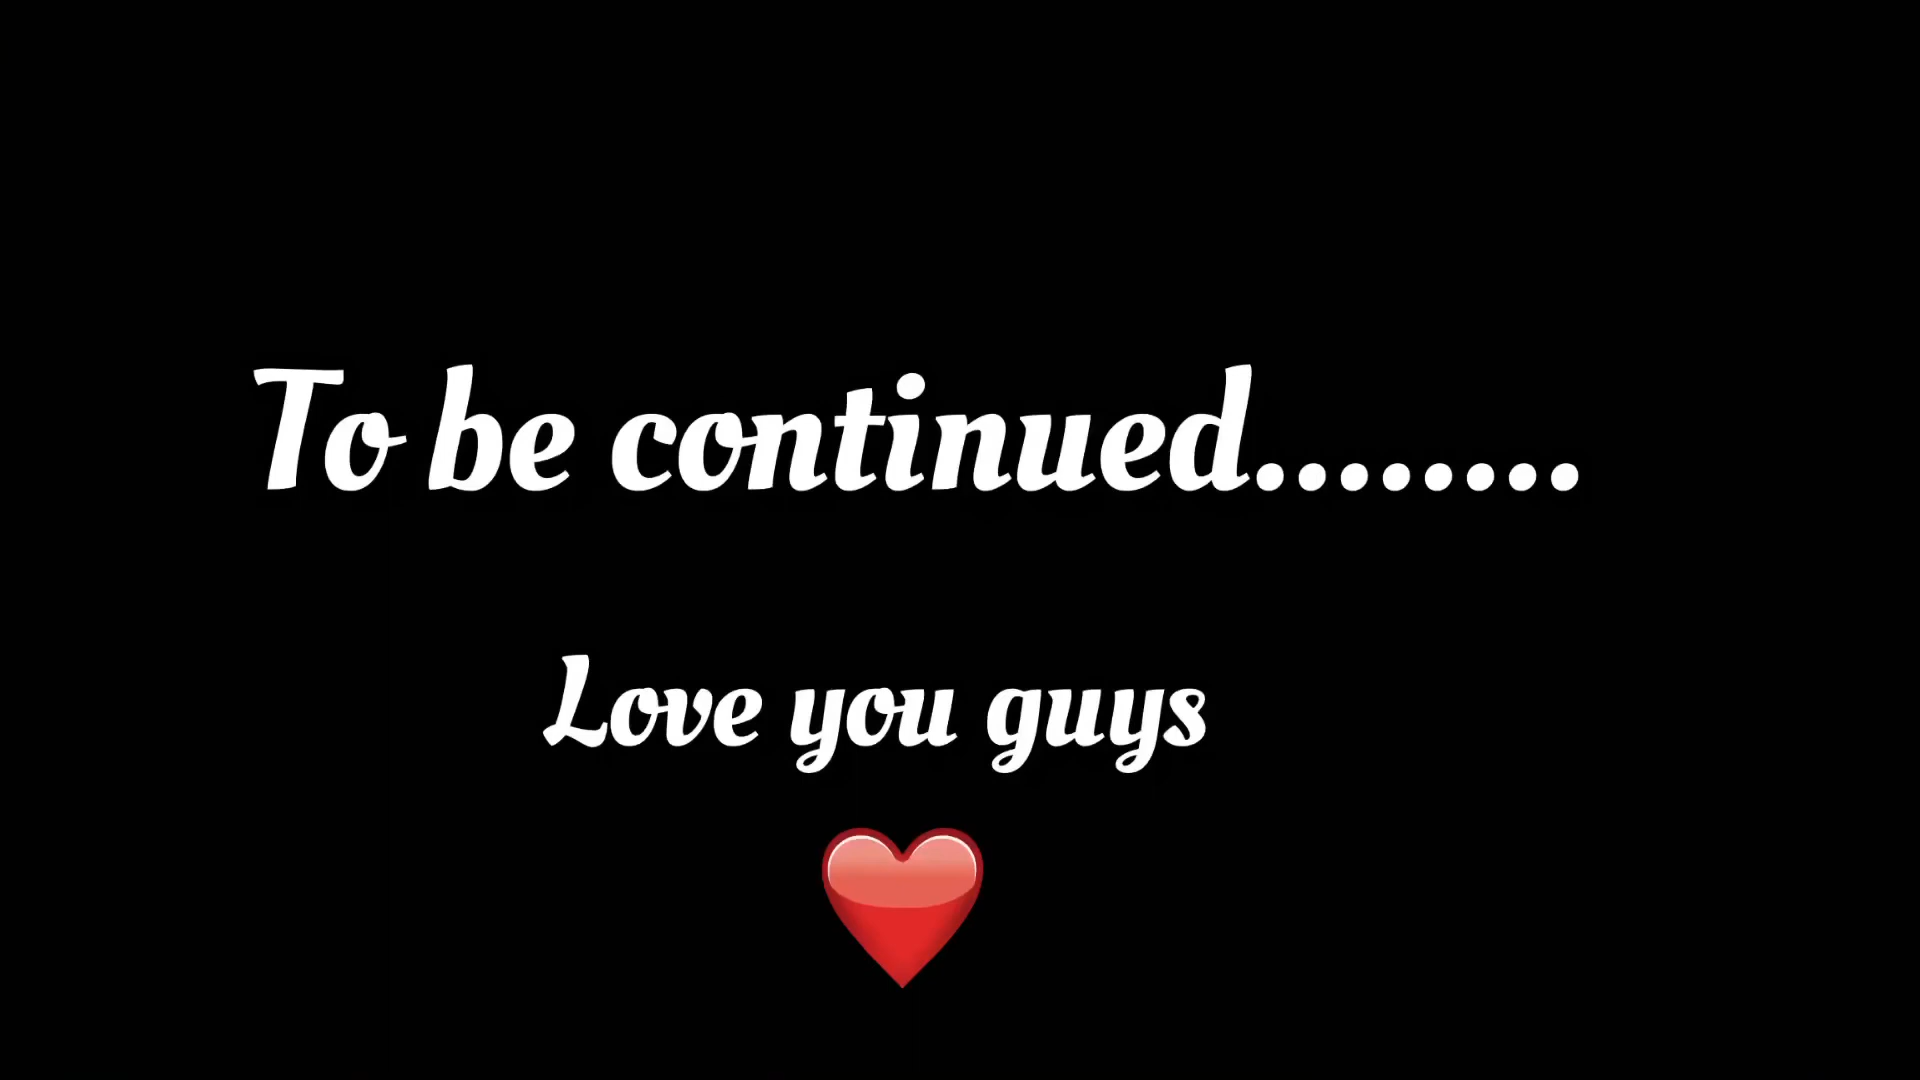 To be continued........
Love you guys
❤️